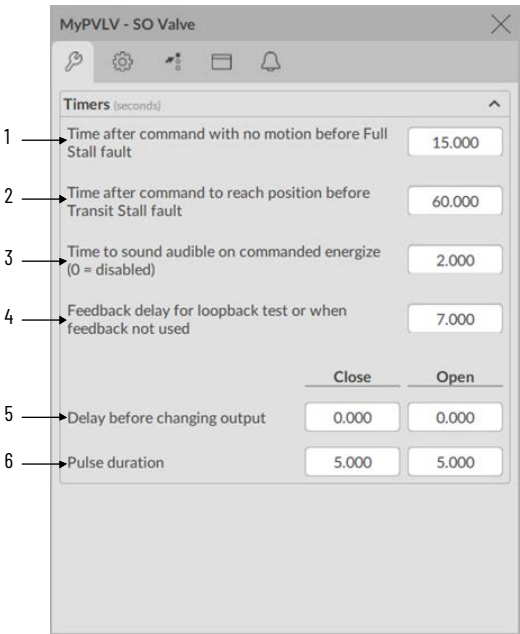 MyPVLV - SO Valve
Timers (seconds)
1
Time after command with no motion before Full
Stall fault
15.000
2
Time after command to reach position before
Transit Stall fault
60.000
3
Time to sound audible on commanded energize
(0 = disabled)
2.000
4
Feedback delay for loopback test or when
feedback not used
7.000
Close Open
5
Delay before changing output 0.000 0.000
6
Pulse duration 5.000 5.000